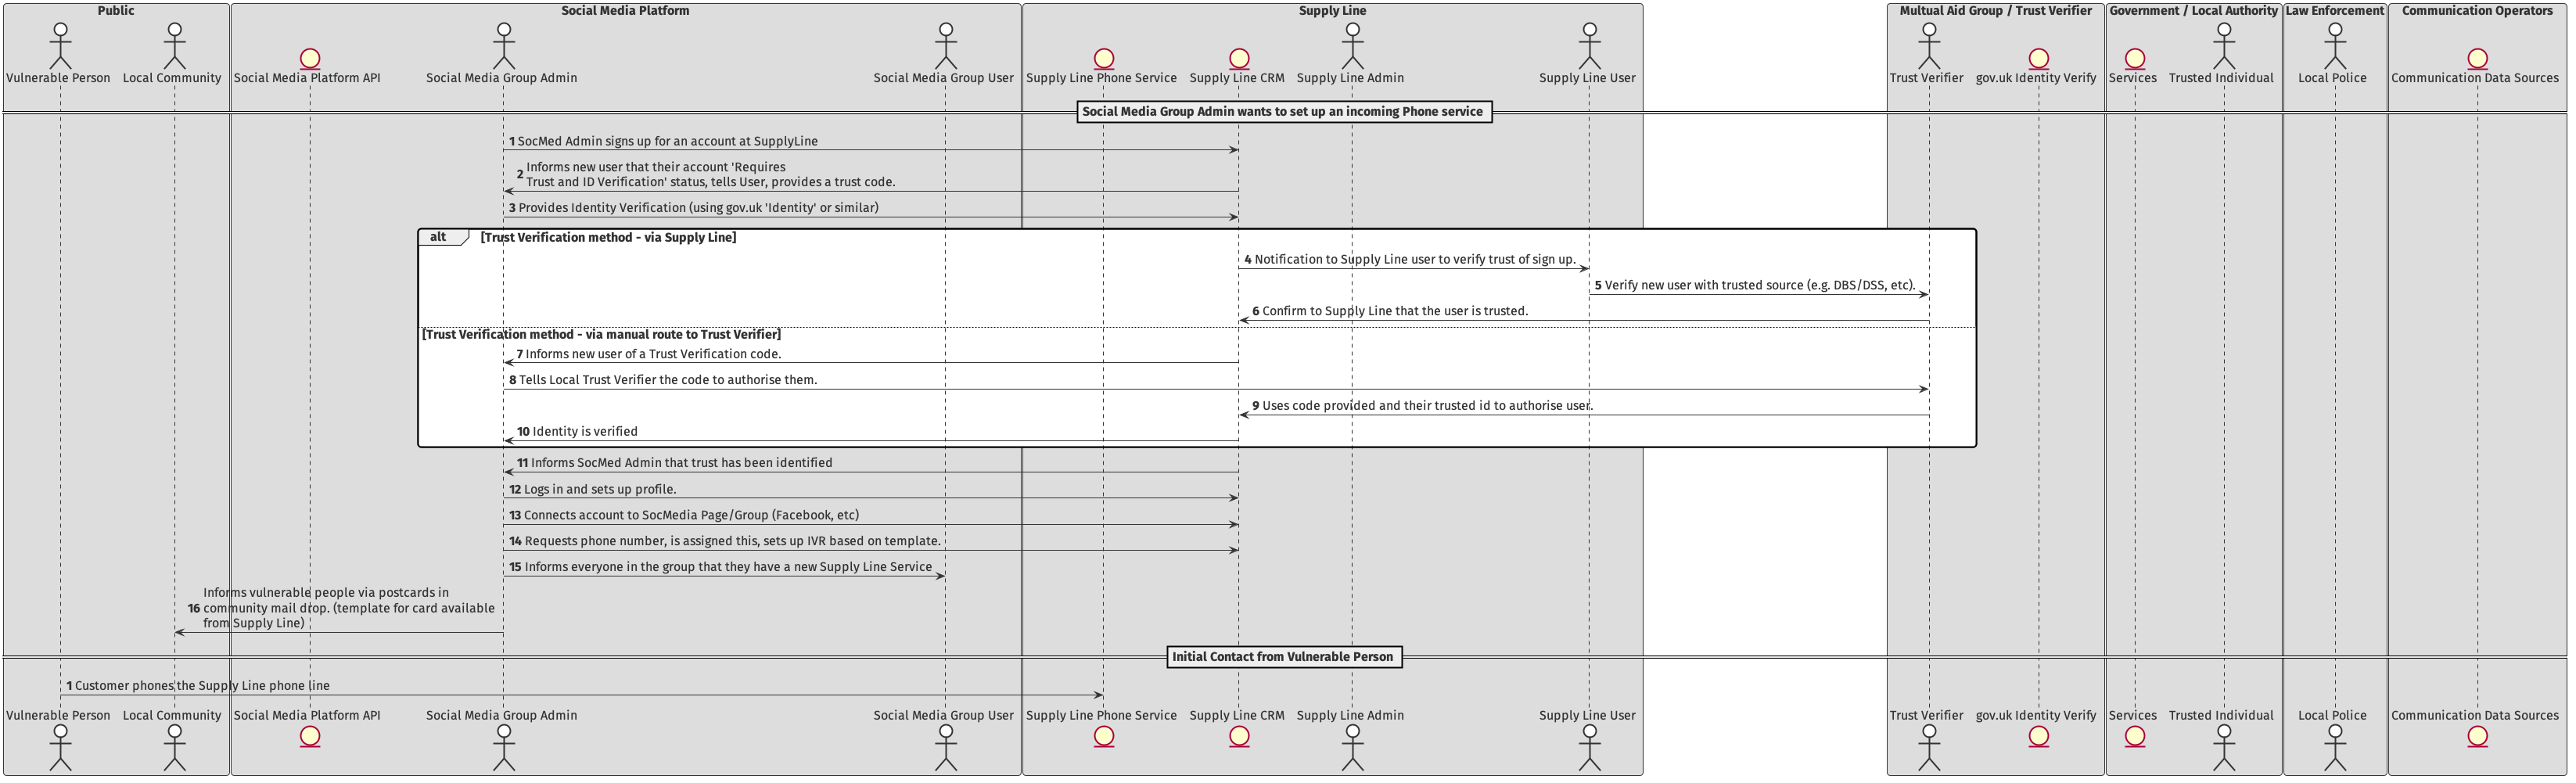 Public
Social Media Platform
Supply Line
Multual Aid Group / Trust Verifier
Government / Local Authority
Law Enforcement
Communication Operators
Vulnerable Person
Local Community
Social Media Platform API
Social Media Group Admin
Social Media Group User
Supply Line Phone Service
Supply Line CRM
Supply Line Admin
Supply Line User
Trust Verifier
gov.uk Identity Verify
Services
Trusted Individual
Local Police
Communication Data Sources
Social Media Group Admin wants to set up an incoming Phone service
1 SocMed Admin signs up for an account at SupplyLine
2 Informs new user that their account 'Requires
Trust and ID Verification' status, tells User, provides a trust code.
3 Provides Identity Verification (using gov.uk 'Identity' or similar)
alt [Trust Verification method - via Supply Line]
4 Notification to Supply Line user to verify trust of sign up.
5 Verify new user with trusted source (e.g. DBS/DSS, etc).
6 Confirm to Supply Line that the user is trusted.
[Trust Verification method - via manual route to Trust Verifier]
7 Informs new user of a Trust Verification code.
8 Tells Local Trust Verifier the code to authorise them.
9 Uses code provided and their trusted id to authorise user.
10 Identity is verified
11 Informs SocMed Admin that trust has been identified
12 Logs in and sets up profile.
13 Connects account to SocMedia Page/Group (Facebook, etc)
14 Requests phone number, is assigned this, sets up IVR based on template.
15 Informs everyone in the group that they have a new Supply Line Service
Informs vulnerable people via postcards in
16 community mail drop. (template for card available
from Supply Line)
Initial Contact from Vulnerable Person
1 Customer phones the Supply Line phone line
Vulnerable Person
Local Community
Social Media Platform API
Social Media Group Admin
Social Media Group User
Supply Line Phone Service
Supply Line CRM
Supply Line Admin
Supply Line User
Trust Verifier
gov.uk Identity Verify
Services
Trusted Individual
Local Police
Communication Data Sources